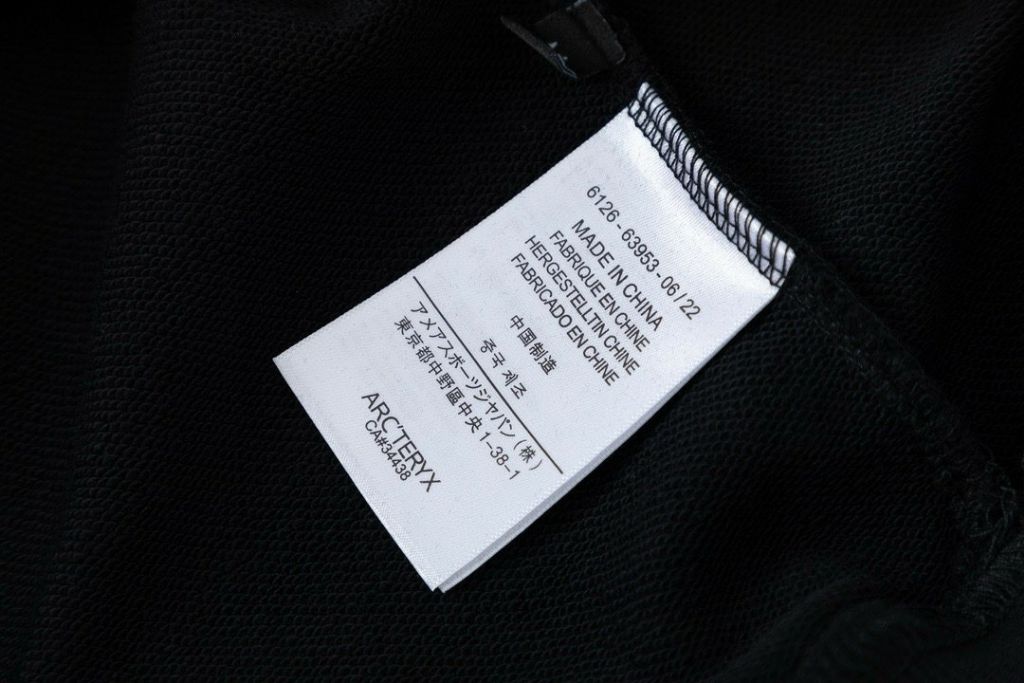 6126 - 63953 - 06 / 22
MADE IN CHINA
FABRIQUE EN CHINE
HERGESTELLTIN CHINE
FABRICADO EN CHINE
中国制造
중국 제조
アメアスポーツジャパン(株)
東京都中野區中央 1-38-1
ARC'TERYX
CA#34438